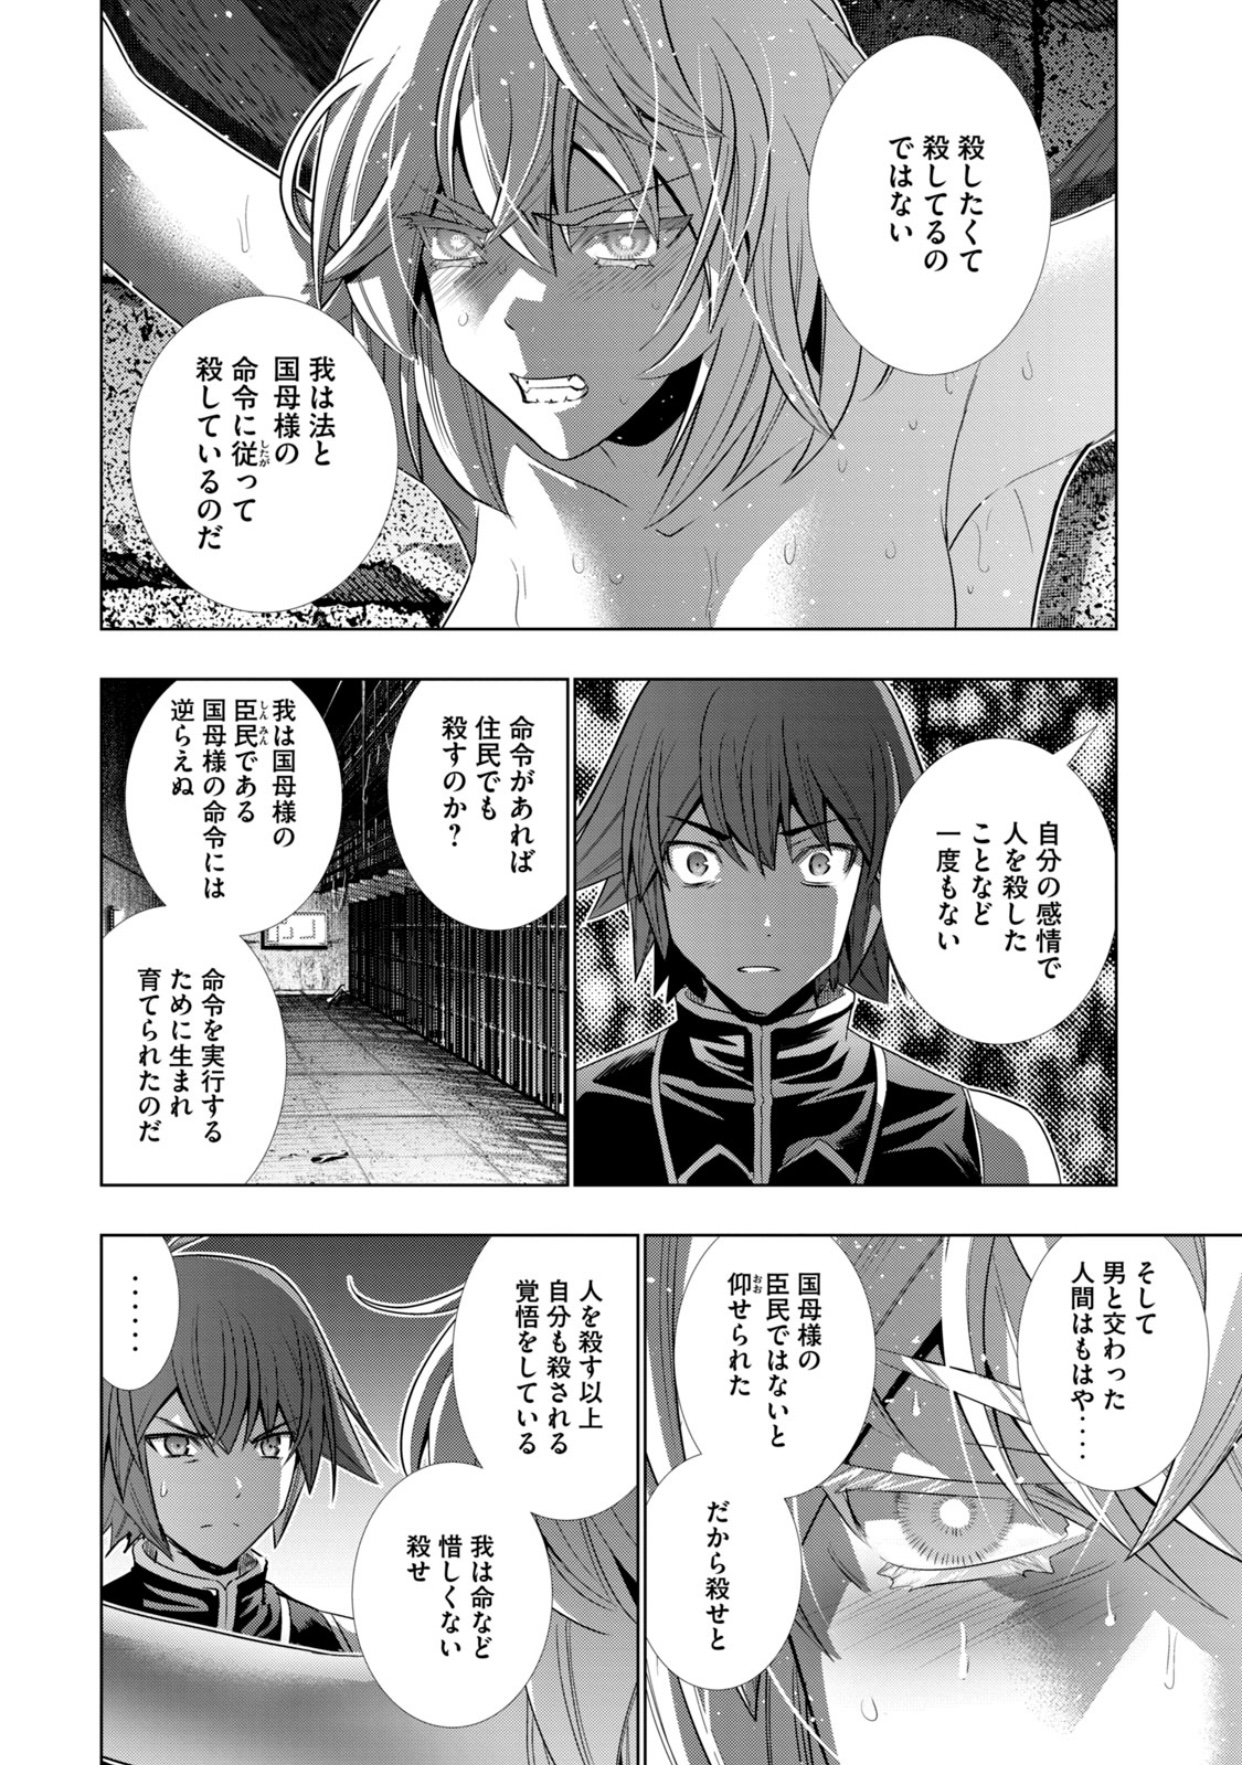 殺したくて
殺してるの
ではない
我は法と
国母様の
命令に従って
殺しているのだ
自分の感情で
人を殺した
ことなど
一度もない
命令があれば
住民でも
殺すのか？
我は国母様の
臣民である
国母様の命令には
逆らえぬ
命令を実行する
ために生まれ
育てられたのだ
そして
男と交わった
人間はもはや‥‥
国母様の
臣民ではないと
仰せられた
だから殺せと
人を殺す以上
自分も殺される
覚悟をしている
我は命など
惜しくない
殺せ
‥‥‥